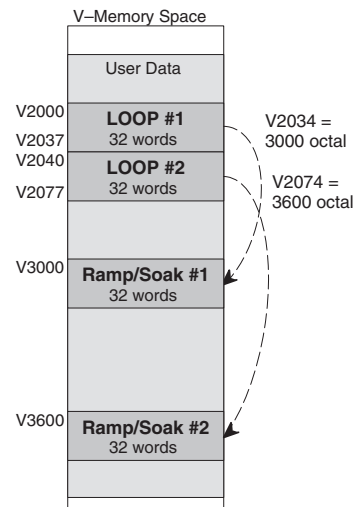 V–Memory Space
User Data
V2000
LOOP #1
V2037
32 words
V2040
LOOP #2
V2077
32 words
V2034 =
3000 octal
V2074 =
3600 octal
V3000
Ramp/Soak #1
32 words
V3600
Ramp/Soak #2
32 words